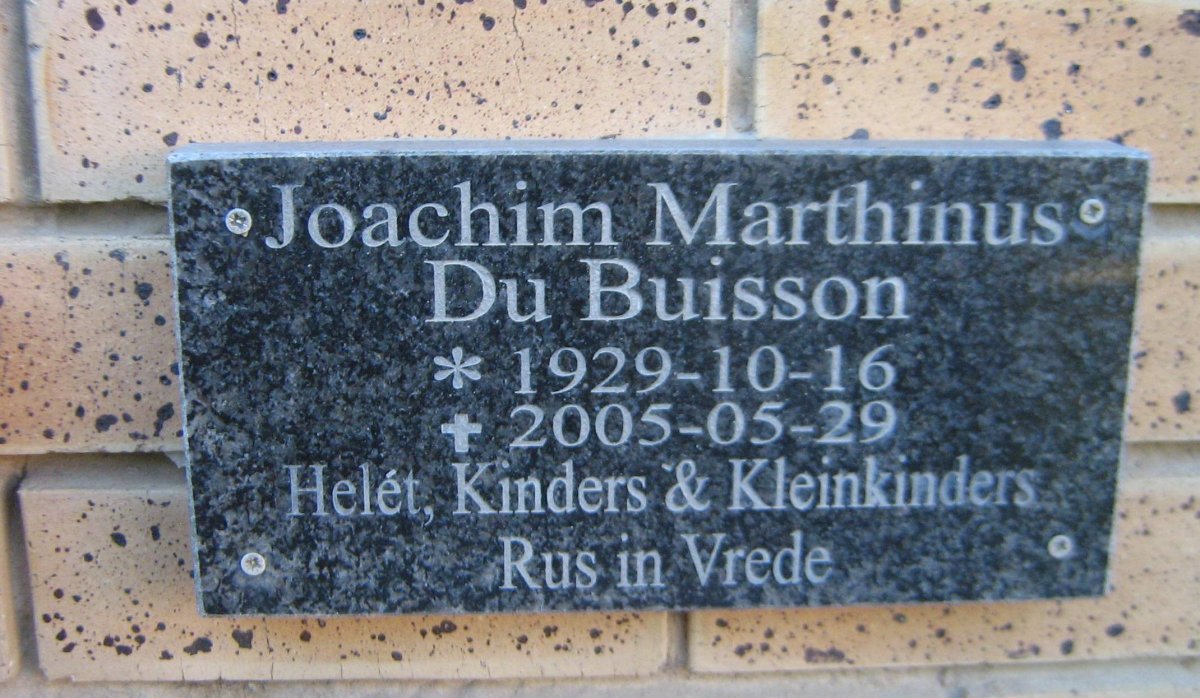 Joachim Marthinus
Du Buisson
* 1929-10-16
✝ 2005-05-29
Helét, Kinders & Kleinkinders
Rus in Vrede